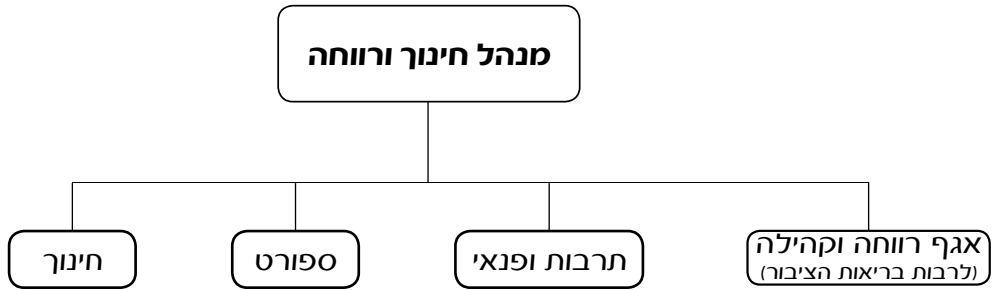 מנהל חינוך ורווחה
אגף רווחה וקהילה
(לרבות בריאות הציבור)
תרבות ופנאי
ספורט
חינוך